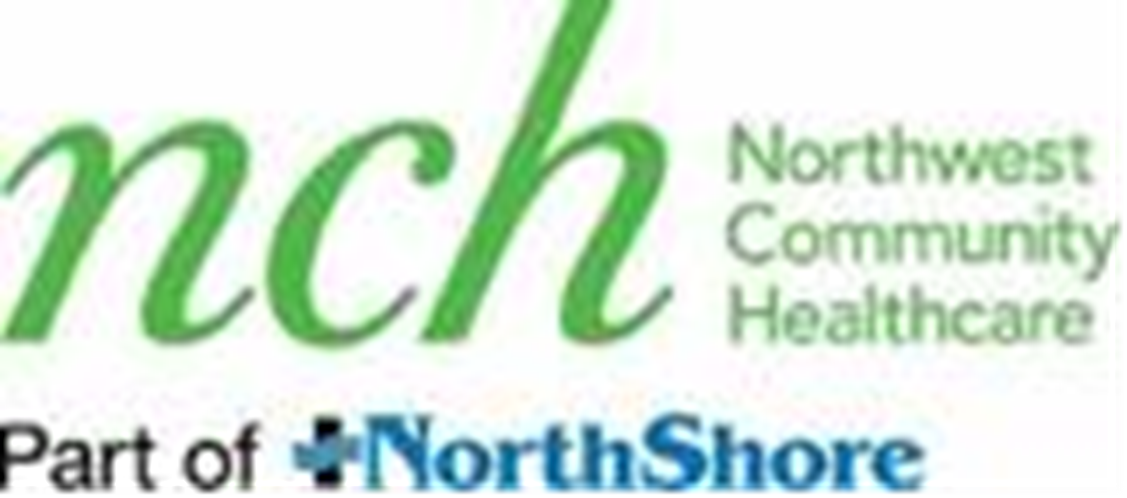 nch
Northwest
Community
Healthcare
Part of NorthShore